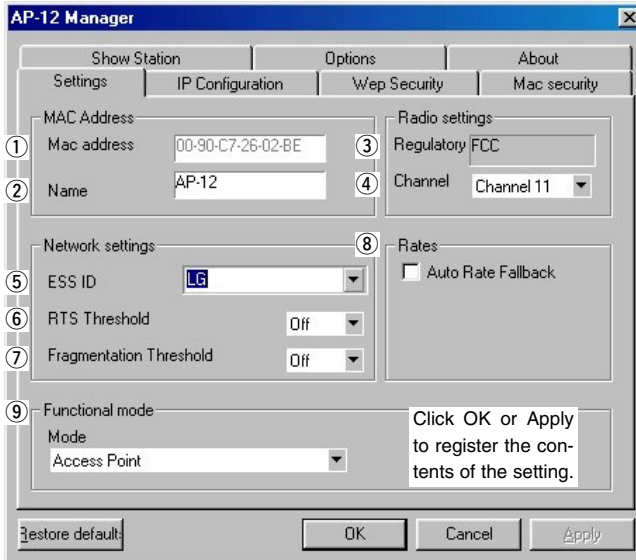 AP-12 Manager
Show Station Options About
Settings IP Configuration Wep Security Mac security
MAC Address
① Mac address 00-90-C7-26-02-BE
② Name AP-12
Radio settings
③ Regulatory FCC
④ Channel Channel 11
Network settings
⑤ ESS ID LG
⑥ RTS Threshold Off
⑦ Fragmentation Threshold Off
⑧ Rates
Auto Rate Fallback
⑨ Functional mode
Mode
Access Point
Click OK or Apply
to register the con-
tents of the setting.
Restore default: OK Cancel Apply